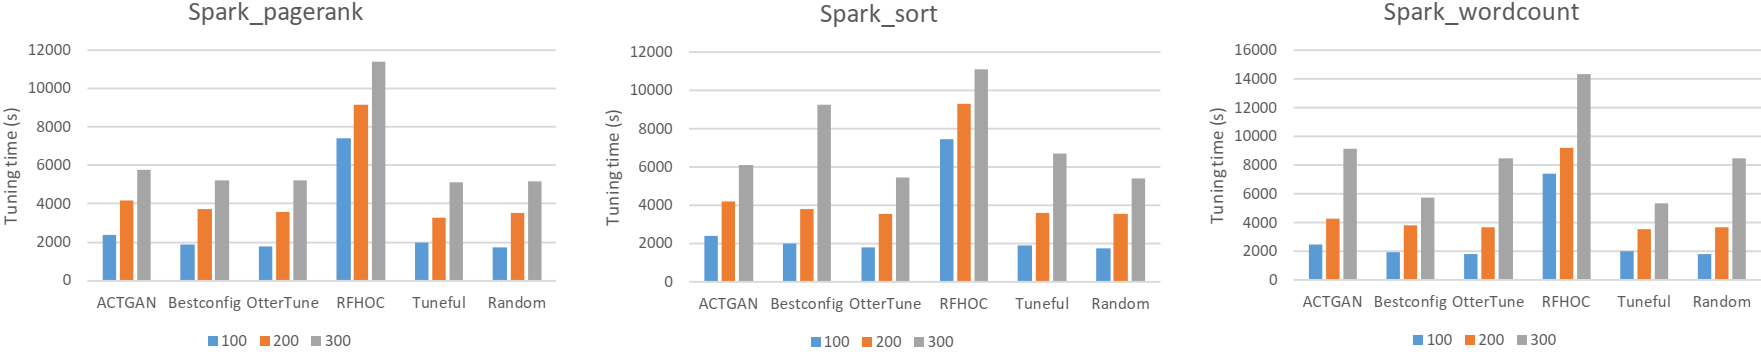 Spark_pagerank
Tuning time (s)
12000
10000
8000
6000
4000
2000
0
ACTGAN Bestconfig OtterTune RFHOC Tuneful Random
100 200 300
Spark_sort
Tuning time (s)
12000
10000
8000
6000
4000
2000
0
ACTGAN Bestconfig OtterTune RFHOC Tuneful Random
100 200 300
Spark_wordcount
Tuning time (s)
16000
14000
12000
10000
8000
6000
4000
2000
0
ACTGAN Bestconfig OtterTune RFHOC Tuneful Random
100 200 300